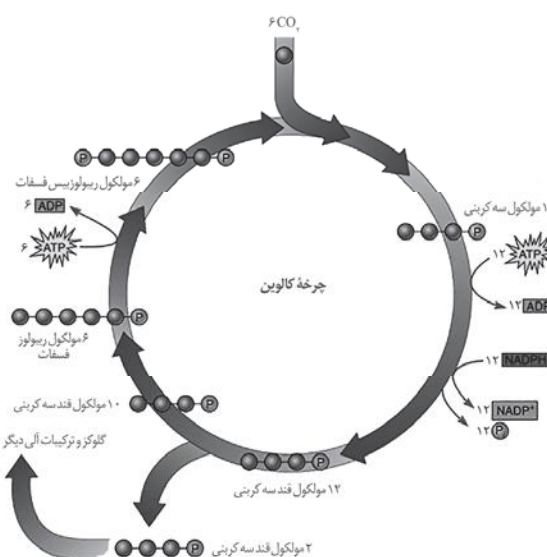 ۶CO۲
۶ مولکول ریبولوزبیس فسفات
۶ ADP
۶ ATP
مولکول سه کربنی
۱۲ ATP
۱۲ ADP
چرخهٔ کالوین
۶ مولکول ریبولوز
فسفات
۱۲ NADPH
۱۲ NADP⁺
۱۲ P
۱۰ مولکول قند سه کربنی
گلوکز و ترکیبات آلی دیگر
۱۲ مولکول قند سه کربنی
۲ مولکول قند سه کربنی
P
P
P
P
P
P
P